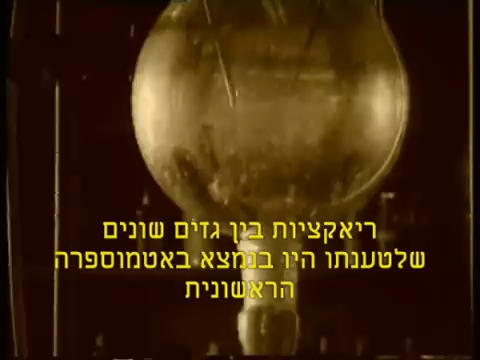 ריאקציות בין גזים שונים
שלטענתו היו בנמצא באטמוספרה
הראשונית